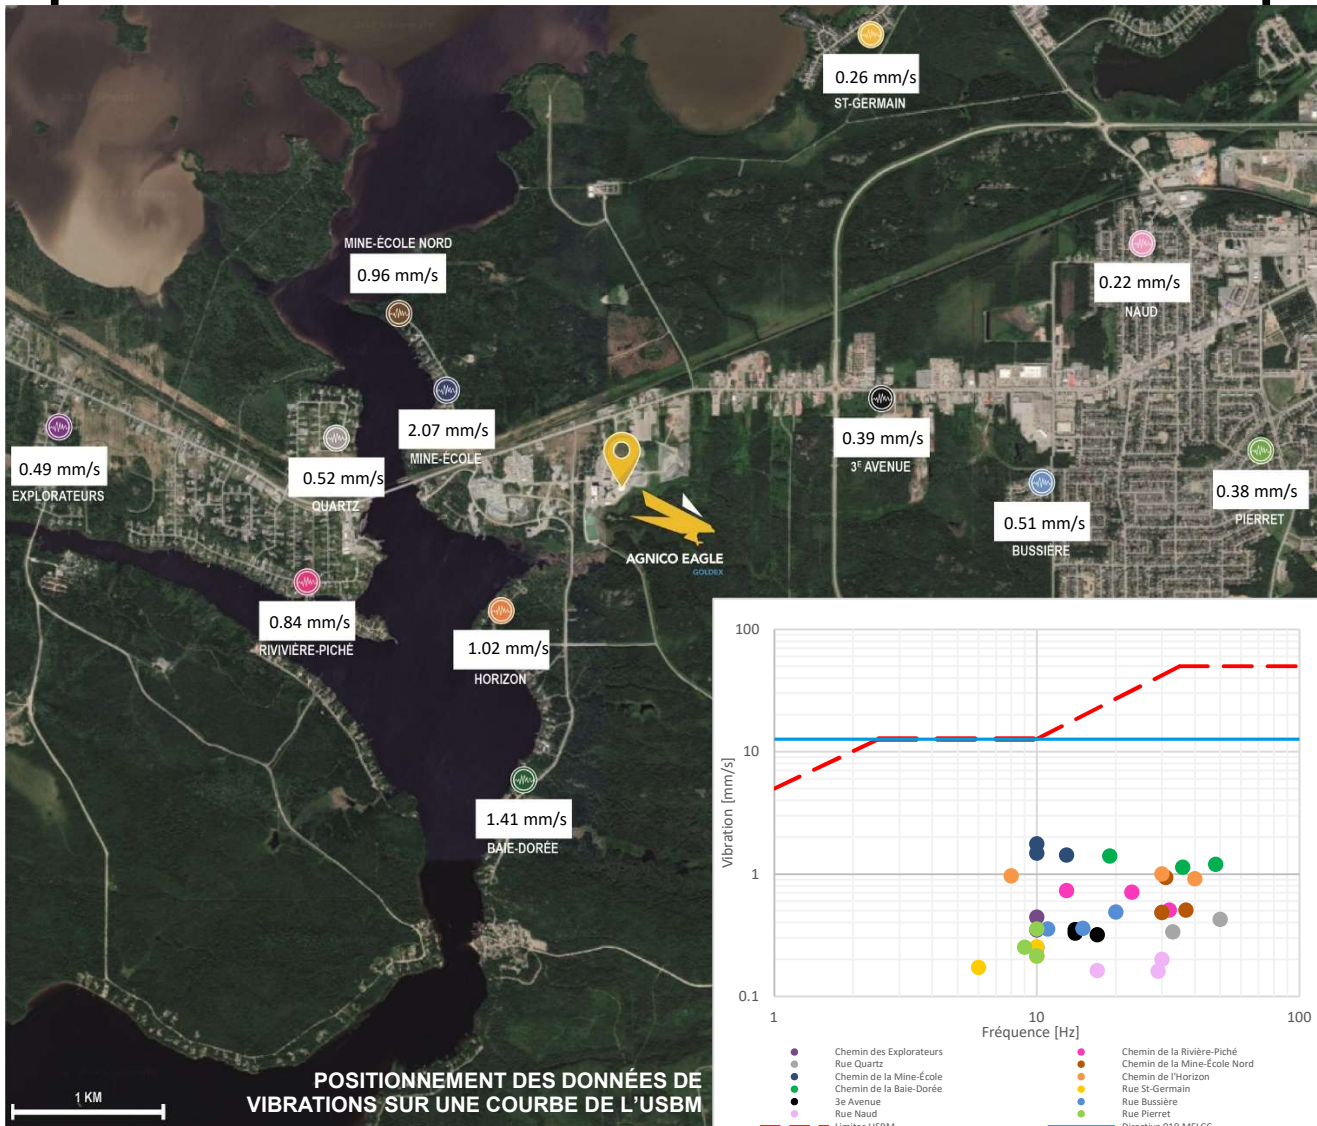 0.26 mm/s
ST-GERMAIN
MINE-ÉCOLE NORD
0.96 mm/s
0.22 mm/s
NAUD
2.07 mm/s
MINE-ÉCOLE
0.39 mm/s
3E AVENUE
0.49 mm/s
EXPLORATEURS
0.52 mm/s
QUARTZ
0.38 mm/s
PIERRET
0.51 mm/s
BUSSIÈRE
AGNICO EAGLE
GOLDEX
0.84 mm/s
RIVIVIÈRE-PICHÉ
1.02 mm/s
HORIZON
1.41 mm/s
BAIE-DORÉE
100
10
1
0.1
Vibration [mm/s]
1
10
100
Fréquence [Hz]
Chemin des Explorateurs
Chemin de la Rivière-Piché
Rue Quartz
Chemin de la Mine-École Nord
Chemin de la Mine-École
Chemin de l'Horizon
Chemin de la Baie-Dorée
Rue St-Germain
3e Avenue
Rue Bussière
Rue Naud
Rue Pierret
Limites USBM
Directive 019 MELCC
1 KM
POSITIONNEMENT DES DONNÉES DE
VIBRATIONS SUR UNE COURBE DE L'USBM